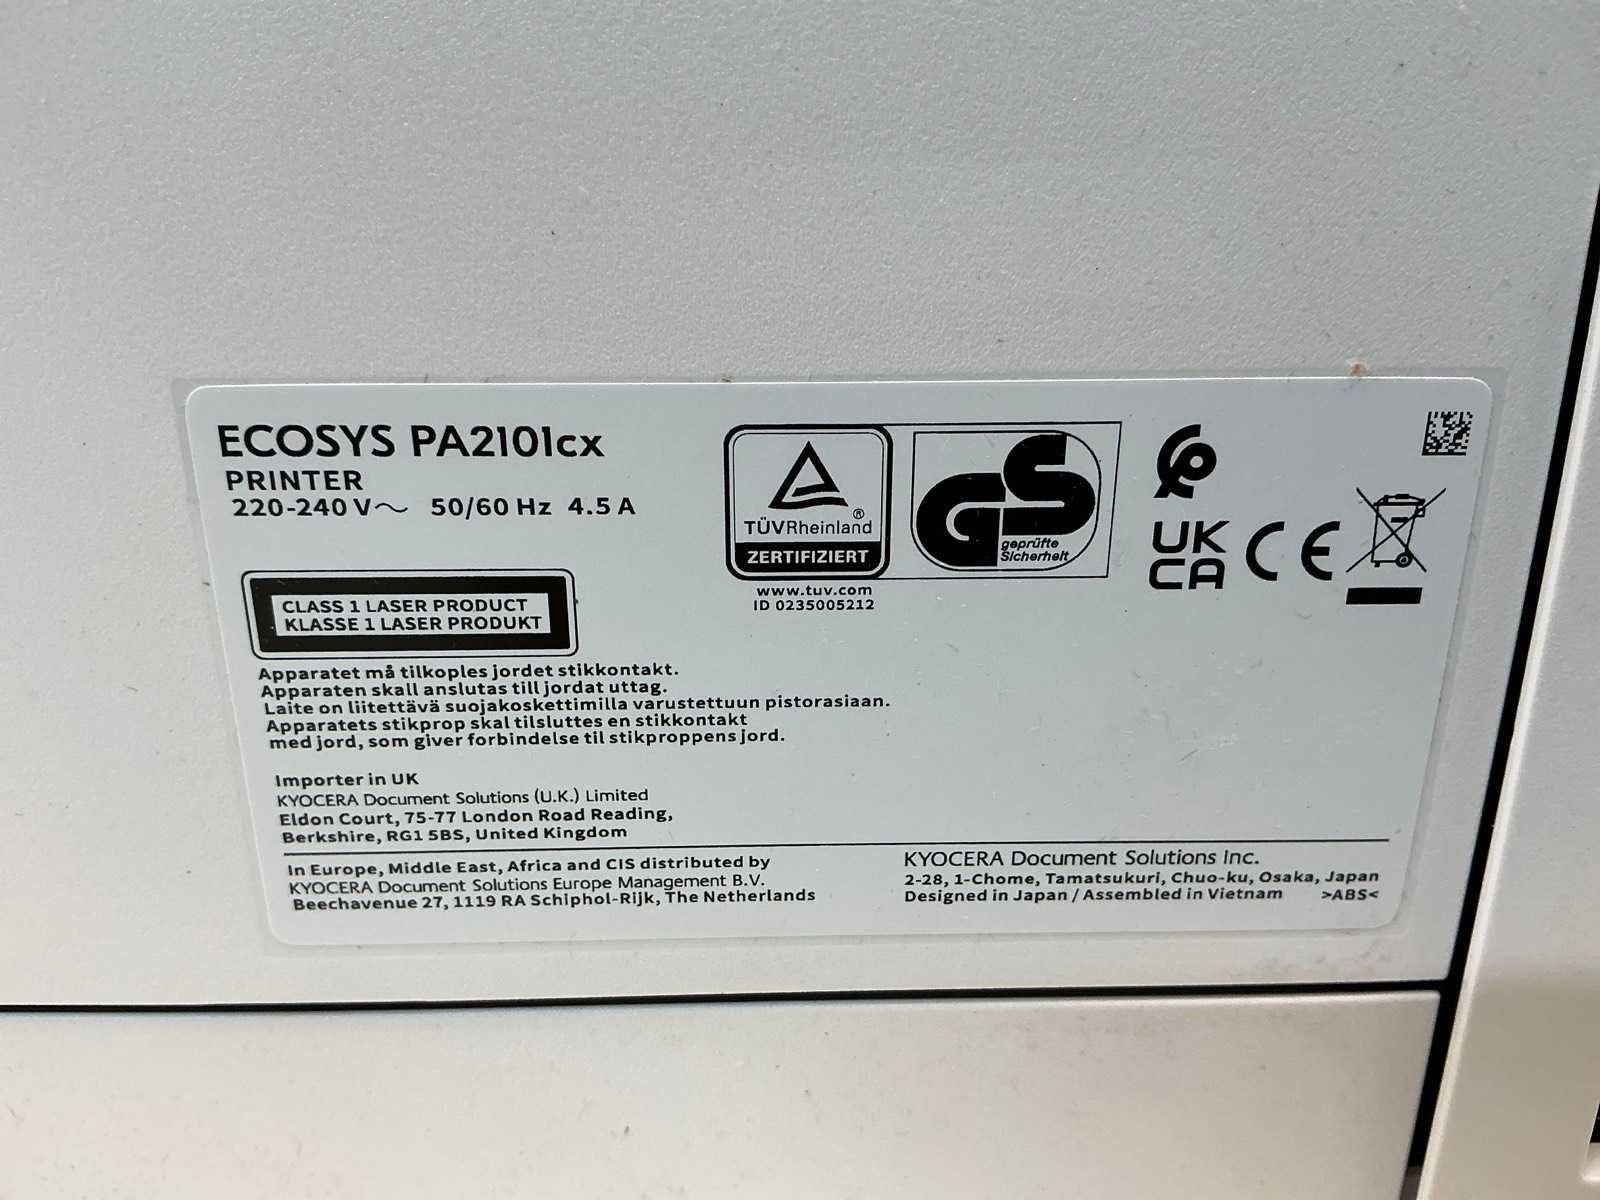 ECOSYS PA2101cx
PRINTER
220-240 V～ 50/60 Hz 4.5 A
CLASS 1 LASER PRODUCT
KLASSE 1 LASER PRODUKT
TÜVRheinland®
ZERTIFIZIERT
www.tuv.com
ID 0235005212
GS
geprüfte
Sicherheit
UK
CA
CE
Apparatet må tilkoples jordet stikkontakt.
Apparaten skall anslutas till jordat uttag.
Laite on liitettävä suojakoskettimilla varustettuun pistorasiaan.
Apparatets stikprop skal tilsluttes en stikkontakt
med jord, som giver forbindelse til stikproppens jord.
Importer in UK
KYOCERA Document Solutions (U.K.) Limited
Eldon Court, 75-77 London Road Reading,
Berkshire, RG1 5BS, United Kingdom
In Europe, Middle East, Africa and CIS distributed by
KYOCERA Document Solutions Europe Management B.V.
Beechavenue 27, 1119 RA Schiphol-Rijk, The Netherlands
KYOCERA Document Solutions Inc.
2-28, 1-Chome, Tamatsukuri, Chuo-ku, Osaka, Japan
Designed in Japan / Assembled in Vietnam >ABS<